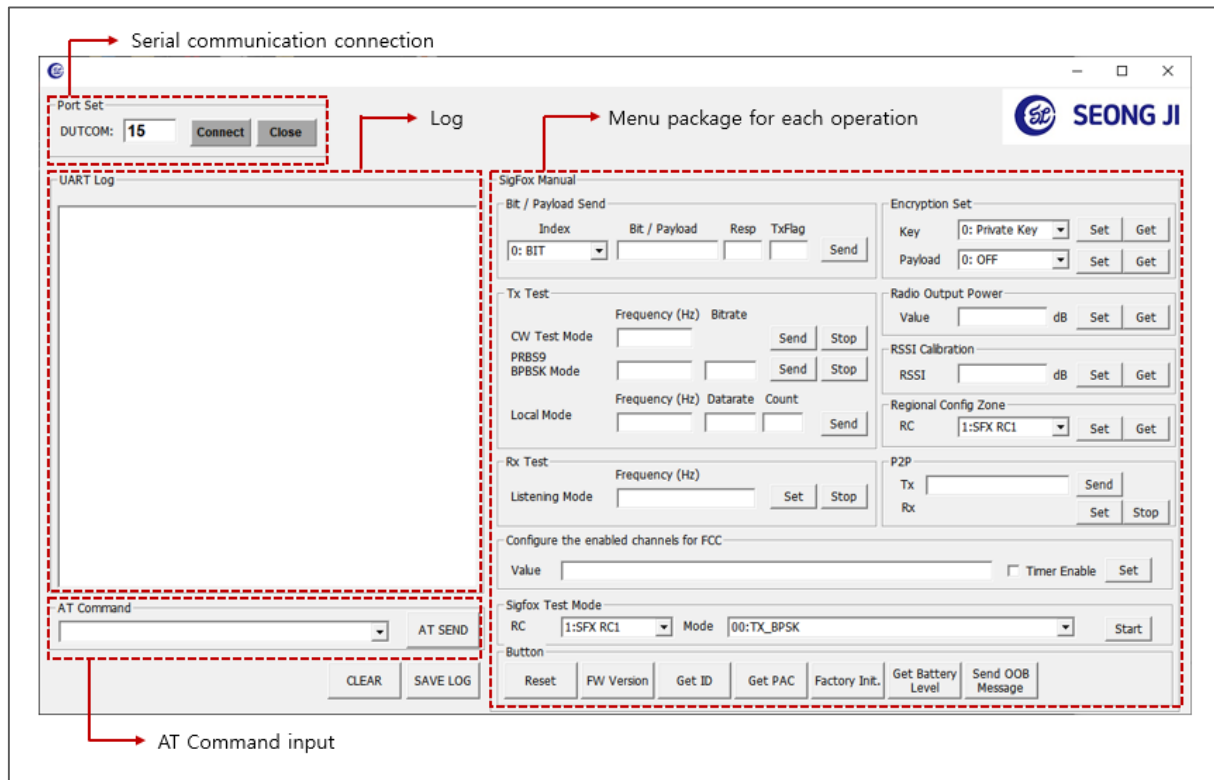 Serial communication connection
Port Set
DUTCOM: 15 Connect Close
Log
Menu package for each operation
SL SEONG JI
UART Log
SigFox Manual
Bit / Payload Send
Index Bit / Payload Resp TxFlag
0: BIT Send
Encryption Set
Key 0: Private Key Set Get
Payload 0: OFF Set Get
Tx Test
Frequency (Hz) Bitrate
CW Test Mode Send Stop
PRBS9
BPBSK Mode Send Stop
Frequency (Hz) Datarate Count
Local Mode Send
Radio Output Power
Value dB Set Get
RSSI Calibration
RSSI dB Set Get
Regional Config Zone
RC 1:SFX RC1 Set Get
Rx Test
Frequency (Hz)
Listening Mode Set Stop
P2P
Tx Send
Rx Set Stop
Configure the enabled channels for FCC
Value Timer Enable Set
AT Command
AT SEND
Sigfox Test Mode
RC 1:SFX RC1 Mode 00:TX_BPSK Start
CLEAR SAVE LOG
Button
Reset FW Version Get ID Get PAC Factory Init. Get Battery Level Send OOB Message
AT Command input